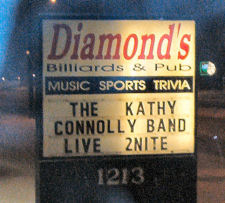 Diamond's
Billiards & Pub
MUSIC SPORTS TRIVIA
THE KATHY
CONNOLLY BAND
LIVE 2NITE
1213